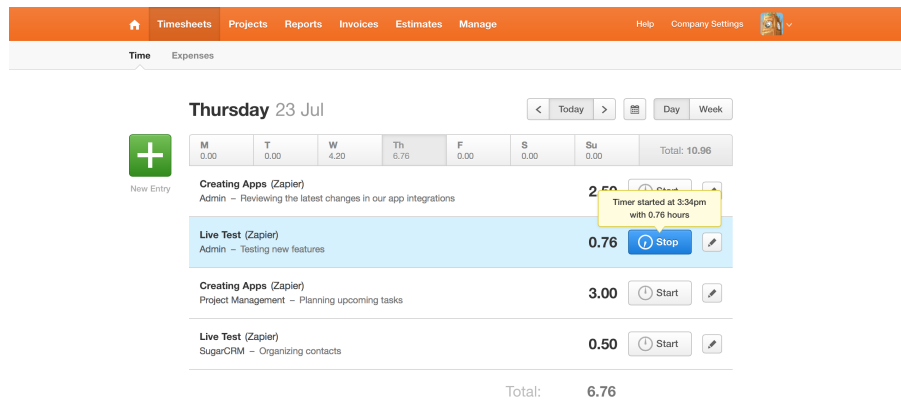 Timesheets Projects Reports Invoices Estimates Manage Help Company Settings
Time Expenses
Thursday 23 Jul < Today > Day Week
M T W Th F S Su
0.00 0.00 4.20 6.76 0.00 0.00 0.00 Total: 10.96
New Entry
Creating Apps (Zapier)
Admin – Reviewing the latest changes in our app integrations
2.50 Start
Timer started at 3:34pm
with 0.76 hours
Live Test (Zapier)
Admin – Testing new features
0.76 Stop
Creating Apps (Zapier)
Project Management – Planning upcoming tasks
3.00 Start
Live Test (Zapier)
SugarCRM – Organizing contacts
0.50 Start
Total: 6.76